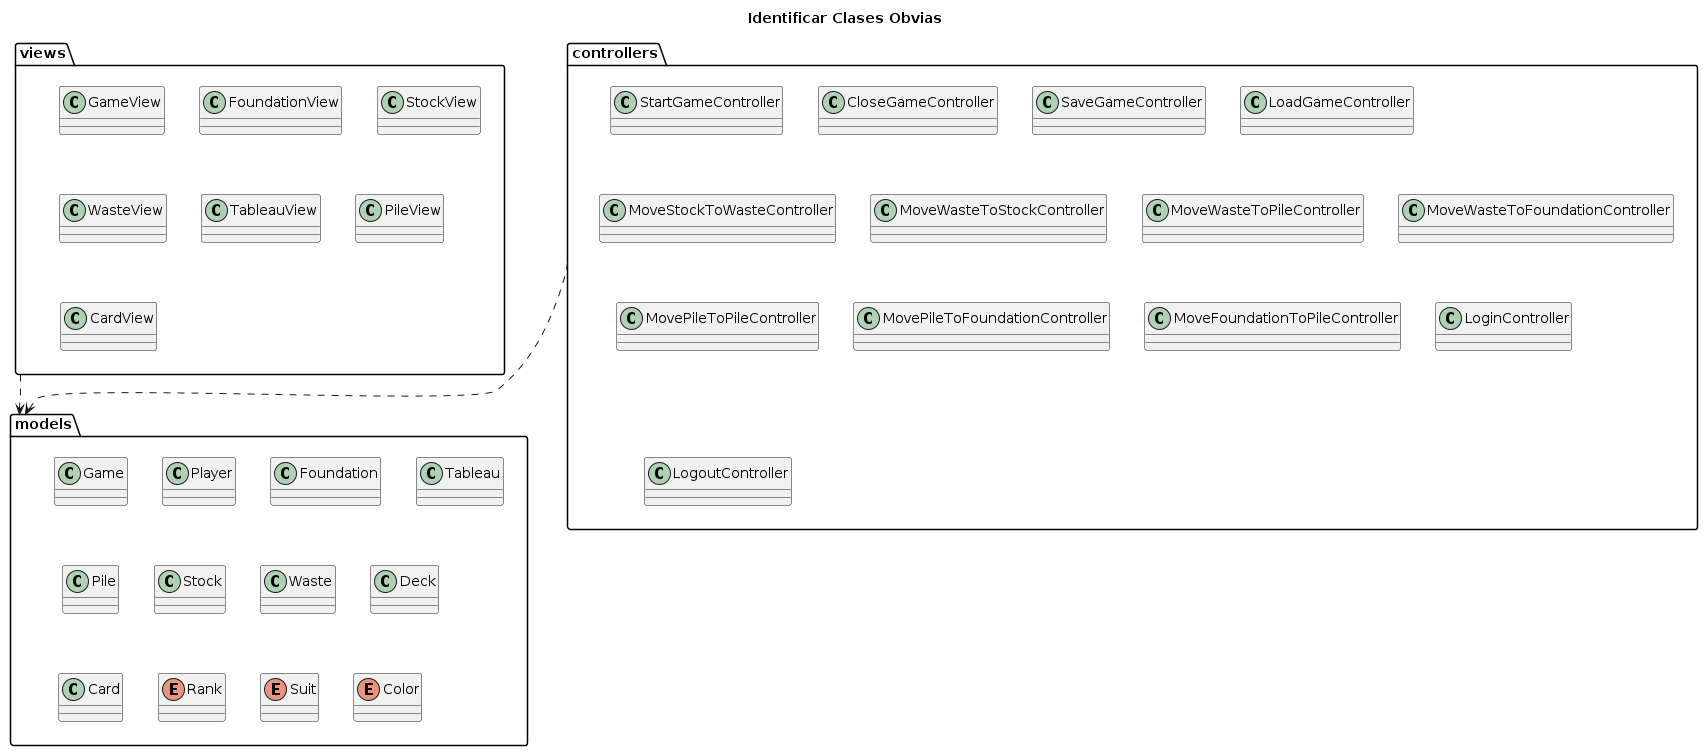 Identificar Clases Obvias
views
C GameView
C FoundationView
C StockView
C WasteView
C TableauView
C PileView
C CardView
controllers
C StartGameController
C CloseGameController
C SaveGameController
C LoadGameController
C MoveStockToWasteController
C MoveWasteToStockController
C MoveWasteToPileController
C MoveWasteToFoundationController
C MovePileToPileController
C MovePileToFoundationController
C MoveFoundationToPileController
C LoginController
C LogoutController
models
C Game
C Player
C Foundation
C Tableau
C Pile
C Stock
C Waste
C Deck
C Card
E Rank
E Suit
E Color